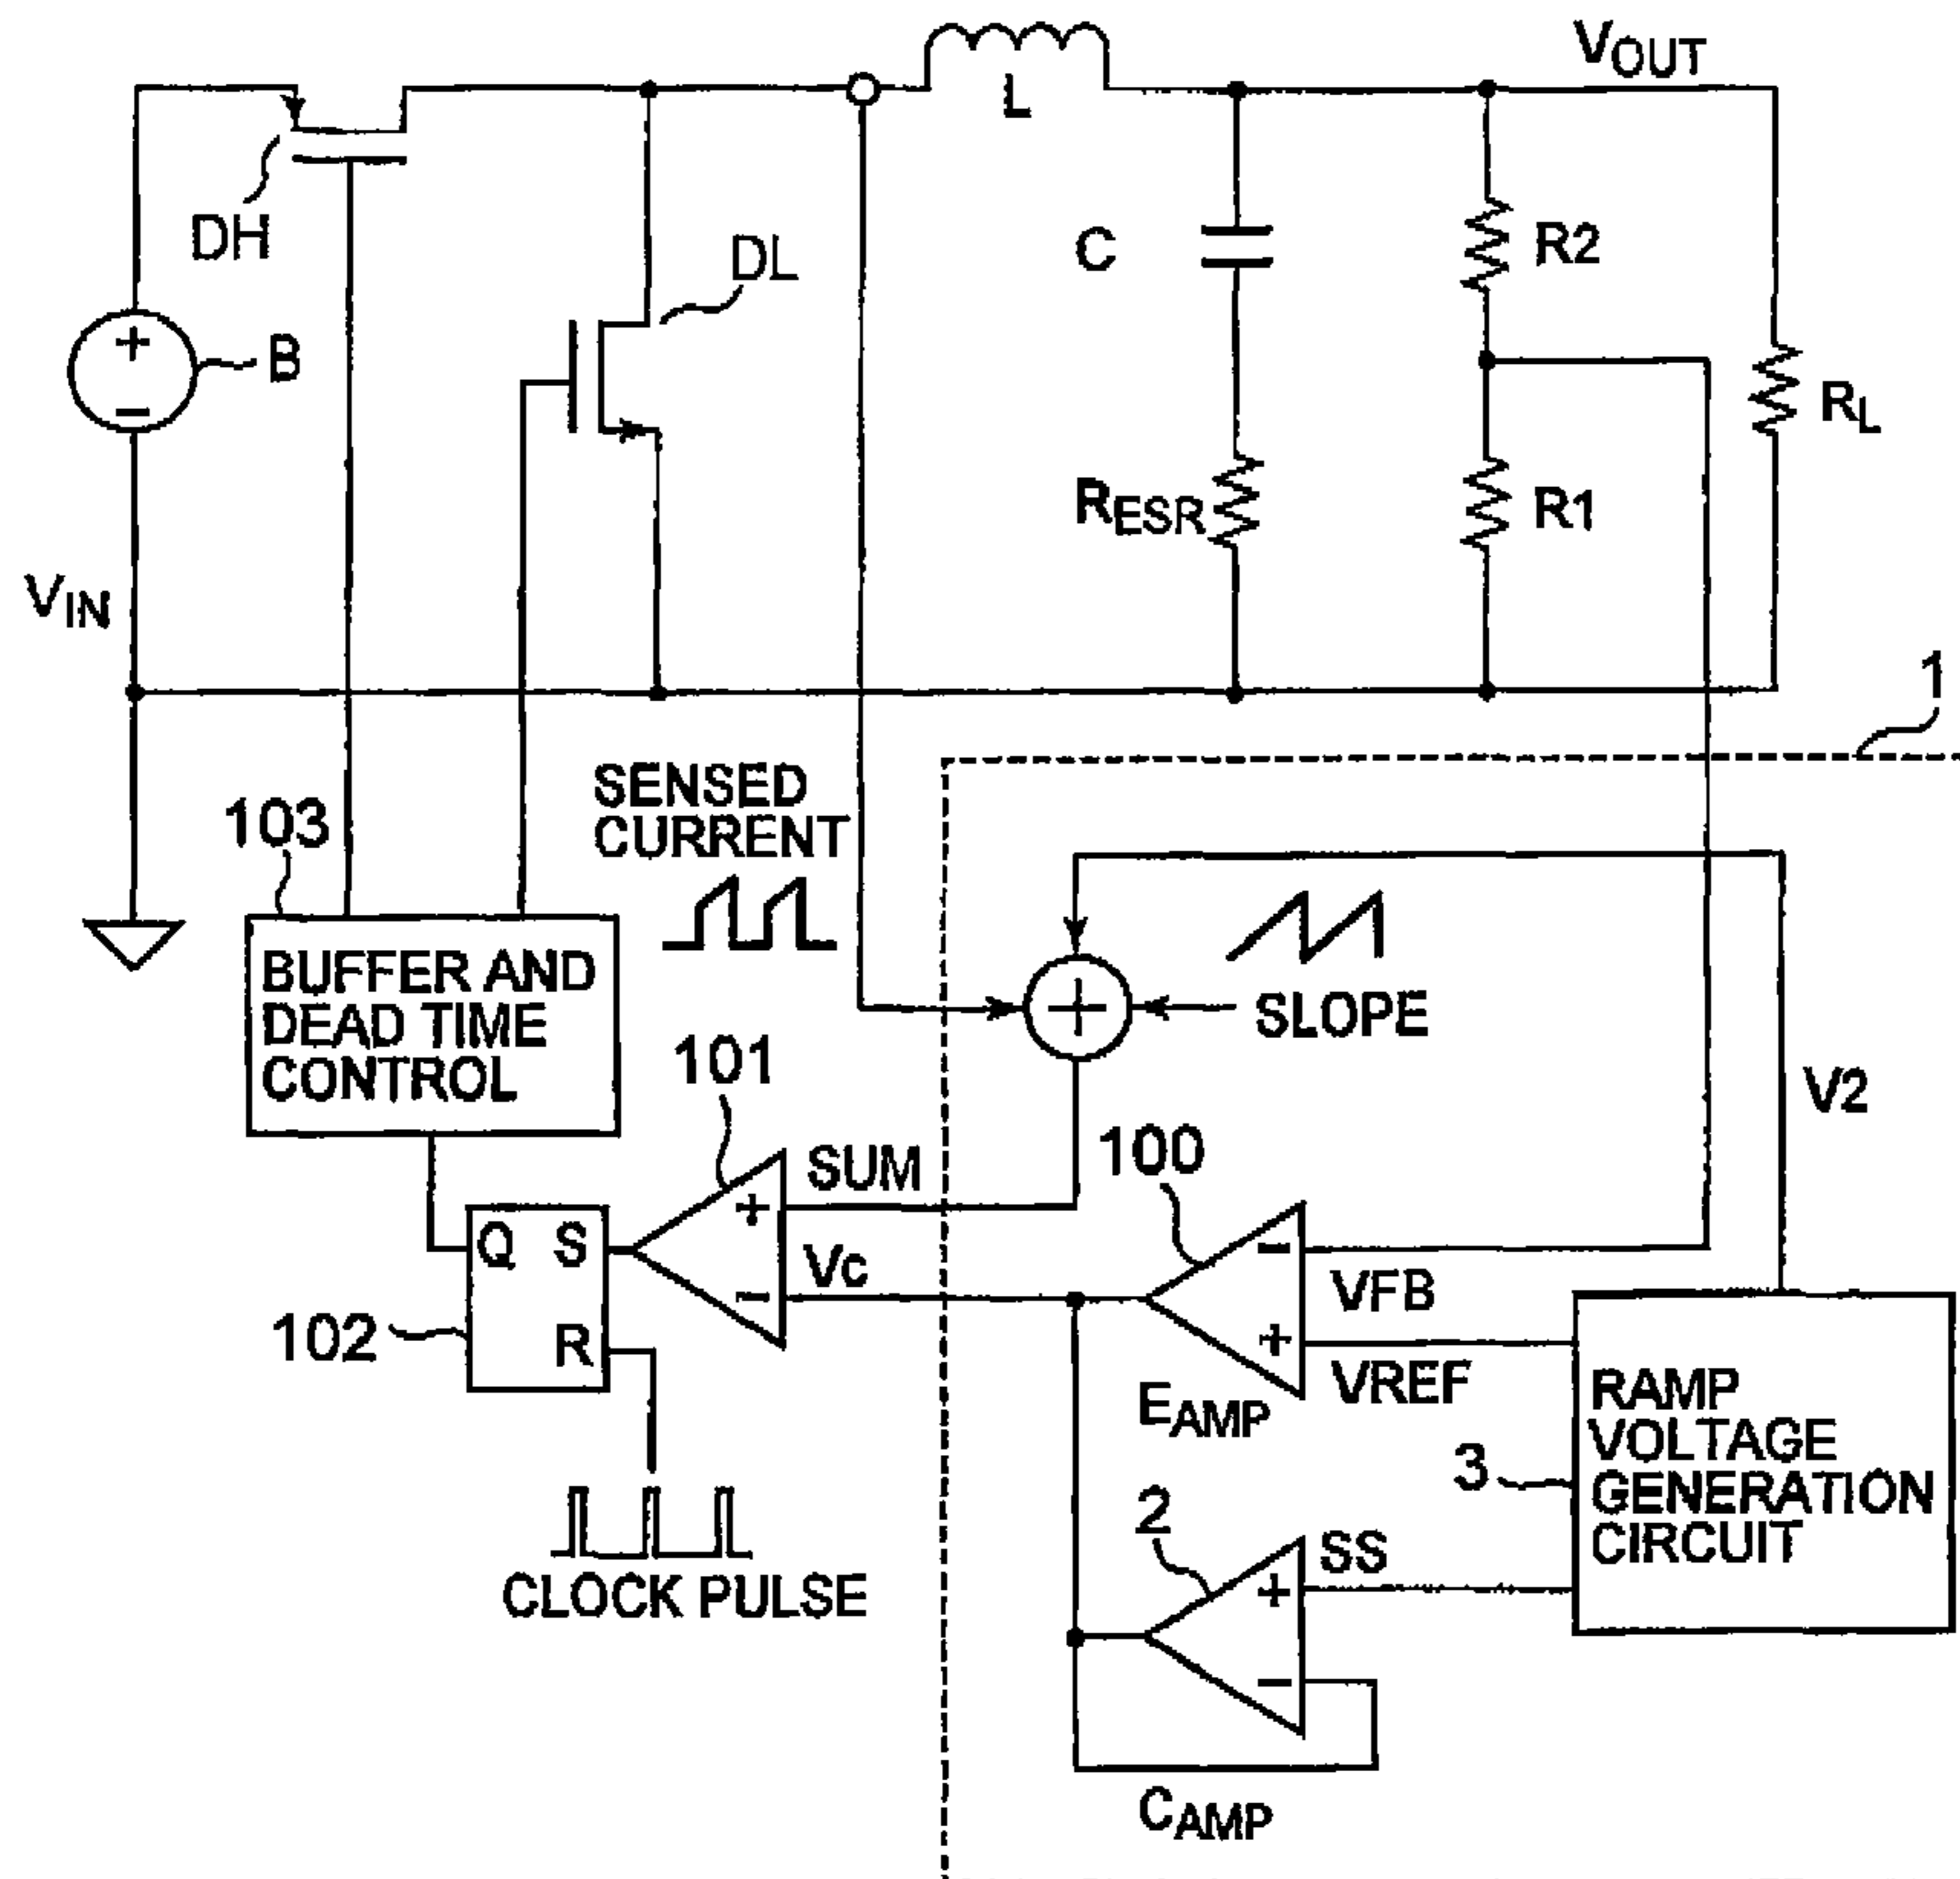 VOUT
L
DH
DL
C
R2
B
RL
RESR
R1
VIN
1
SENSED
CURRENT
103
BUFFER AND
DEAD TIME
CONTROL
SLOPE
V2
101
100
SUM
Q S
Vc
VFB
102
R
VREF
EAMP
RAMP
VOLTAGE
GENERATION
CIRCUIT
3
2
SS
CLOCK PULSE
CAMP